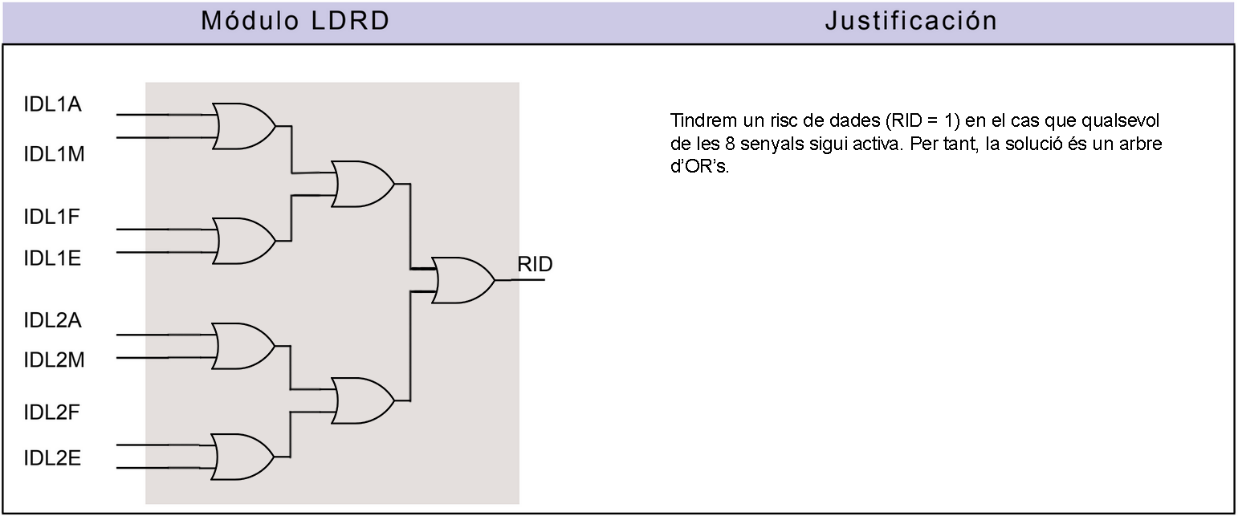 Módulo LDRD
Justificación
IDL1A
IDL1M
IDL1F
IDL1E
IDL2A
IDL2M
IDL2F
IDL2E
RID
Tindrem un risc de dades (RID = 1) en el cas que qualsevol
de les 8 senyals sigui activa. Per tant, la solució és un arbre
d'OR's.